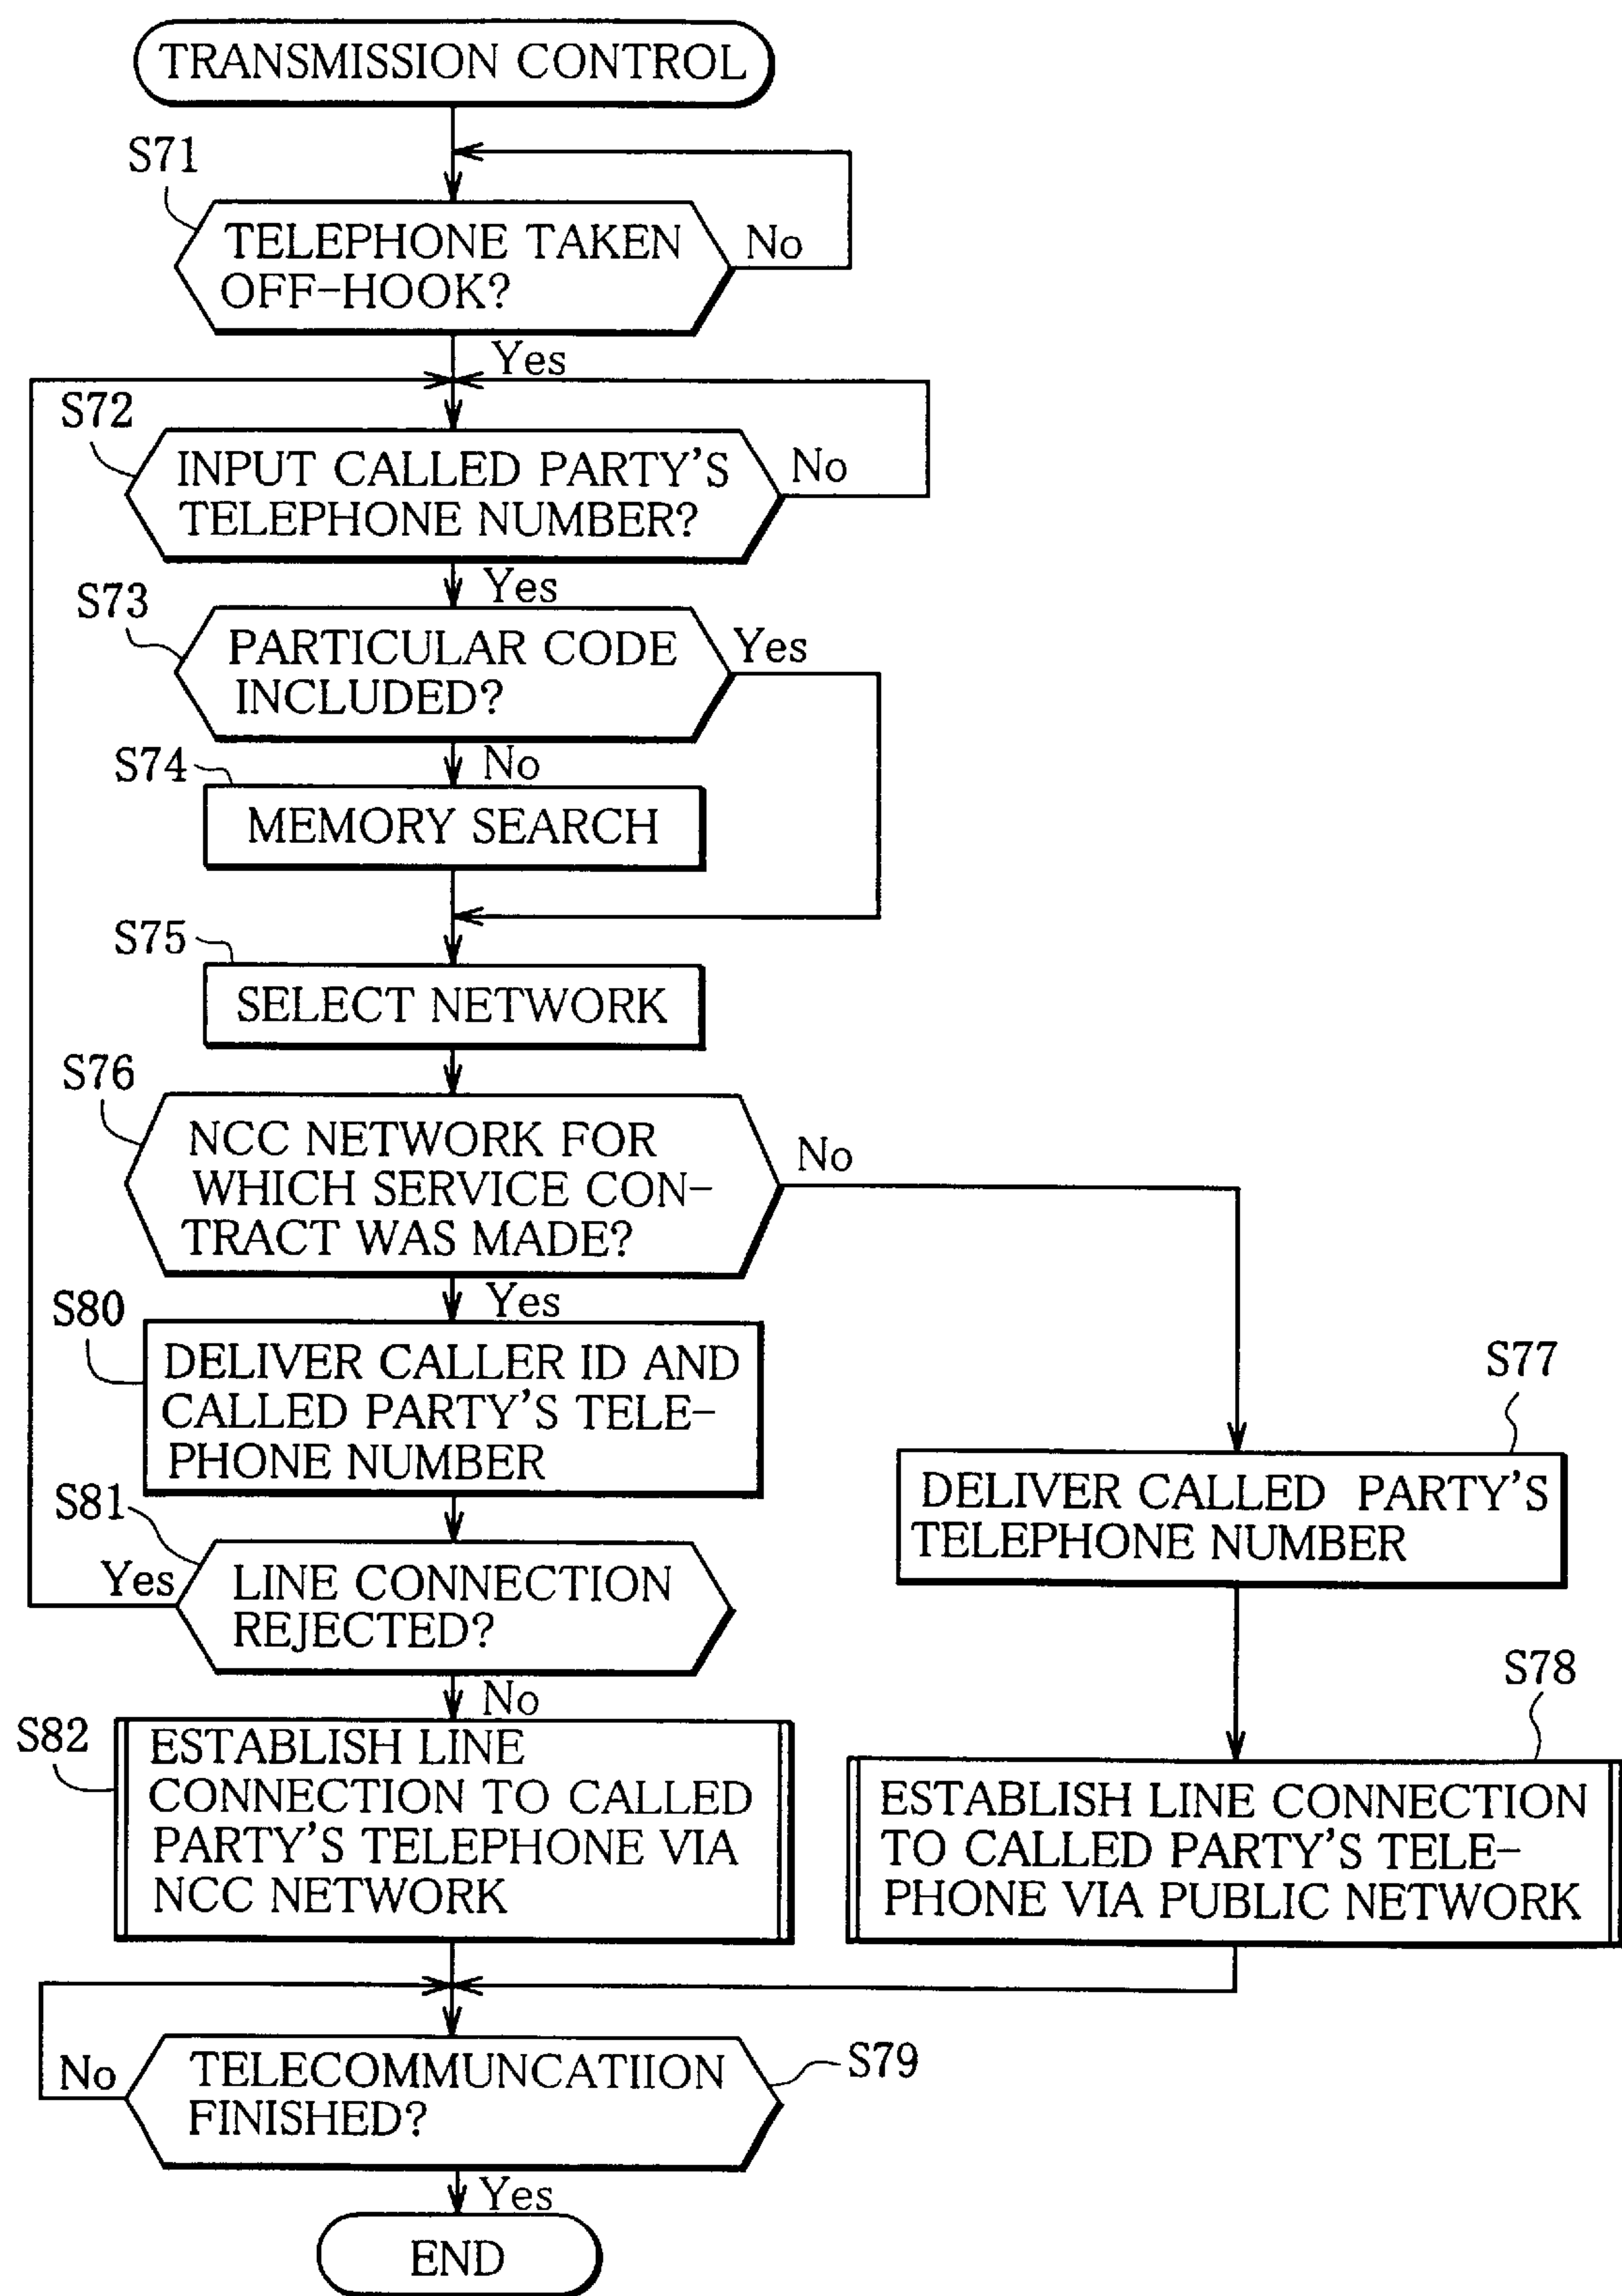 TRANSMISSION CONTROL
S71
TELEPHONE TAKEN
OFF-HOOK?
No
Yes
S72
INPUT CALLED PARTY'S
TELEPHONE NUMBER?
No
Yes
S73
PARTICULAR CODE
INCLUDED?
Yes
No
S74
MEMORY SEARCH
S75
SELECT NETWORK
S76
NCC NETWORK FOR
WHICH SERVICE CON-
TRACT WAS MADE?
No
Yes
S80
DELIVER CALLER ID AND
CALLED PARTY'S TELE-
PHONE NUMBER
S77
DELIVER CALLED PARTY'S
TELEPHONE NUMBER
S81
LINE CONNECTION
REJECTED?
Yes
No
S82
ESTABLISH LINE
CONNECTION TO CALLED
PARTY'S TELEPHONE VIA
NCC NETWORK
S78
ESTABLISH LINE CONNECTION
TO CALLED PARTY'S TELE-
PHONE VIA PUBLIC NETWORK
S79
TELECOMMUNCATIION
FINISHED?
No
Yes
END